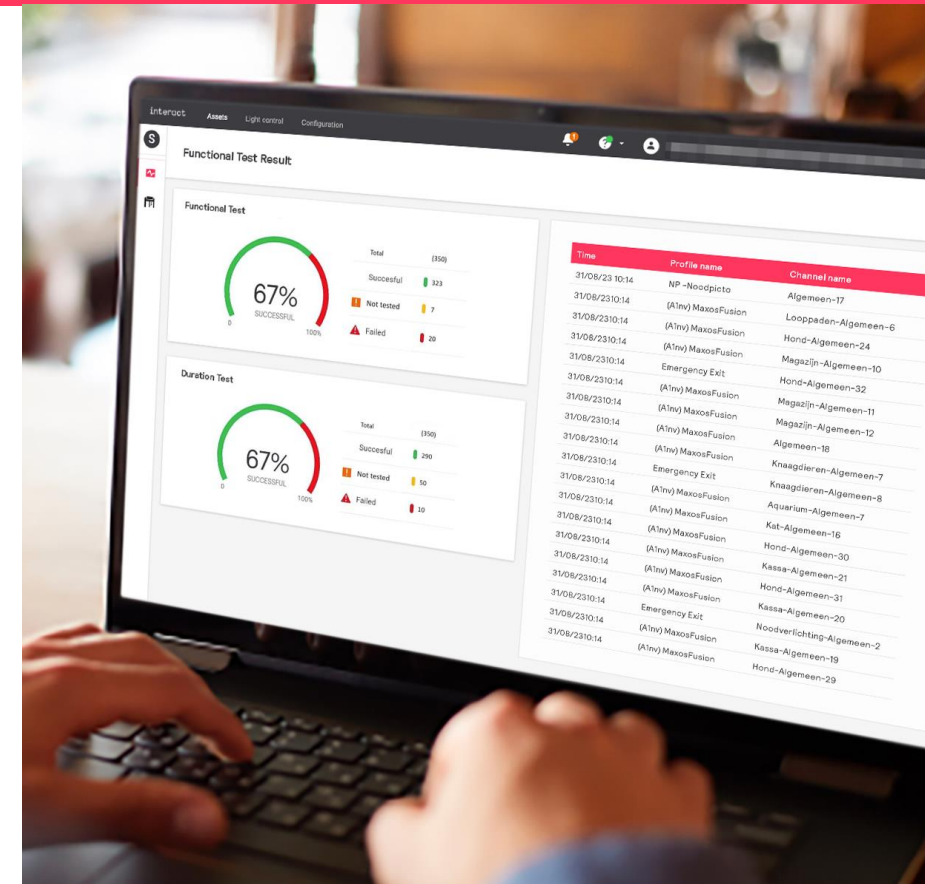 interact Assets Light control Configuration
S
Functional Test Result
Functional Test
67%
SUCCESSFUL
0
100%
Total (350)
Succesful 323
Not tested 7
Failed 20
Duration Test
67%
SUCCESSFUL
0
100%
Total (350)
Succesful 290
Not tested 50
Failed 10
Time Profile name Channel name
31/08/23 10:14 NP -Noodpicto Algemeen-17
31/08/2310:14 (A1nv) MaxosFusion Looppaden-Algemeen-6
31/08/2310:14 (A1nv) MaxosFusion Hond-Algemeen-24
31/08/2310:14 (A1nv) MaxosFusion Magazijn-Algemeen-10
31/08/2310:14 Emergency Exit Hond-Algemeen-32
31/08/2310:14 (A1nv) MaxosFusion Magazijn-Algemeen-11
31/08/2310:14 (A1nv) MaxosFusion Magazijn-Algemeen-12
31/08/2310:14 (A1nv) MaxosFusion Algemeen-18
31/08/2310:14 (A1nv) MaxosFusion Knaagdieren-Algemeen-7
31/08/2310:14 Emergency Exit Knaagdieren-Algemeen-8
31/08/2310:14 (A1nv) MaxosFusion Aquarium-Algemeen-7
31/08/2310:14 (A1nv) MaxosFusion Kat-Algemeen-16
31/08/2310:14 (A1nv) MaxosFusion Hond-Algemeen-30
31/08/2310:14 (A1nv) MaxosFusion Kassa-Algemeen-21
31/08/2310:14 (A1nv) MaxosFusion Hond-Algemeen-31
31/08/2310:14 (A1nv) MaxosFusion Kassa-Algemeen-20
31/08/2310:14 Emergency Exit Noodverlichting-Algemeen-2
31/08/2310:14 (A1nv) MaxosFusion Kassa-Algemeen-19
31/08/2310:14 (A1nv) MaxosFusion Hond-Algemeen-29